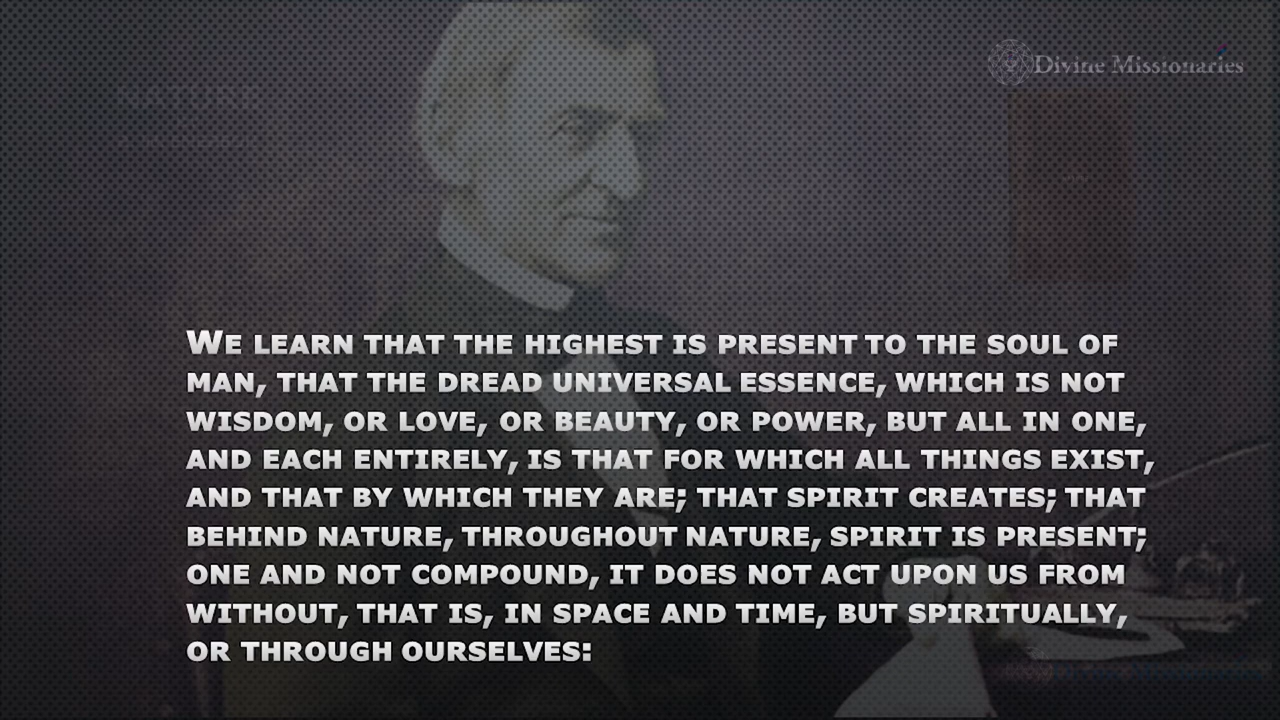 Divine Missionaries
WE LEARN THAT THE HIGHEST IS PRESENT TO THE SOUL OF
MAN, THAT THE DREAD UNIVERSAL ESSENCE, WHICH IS NOT
WISDOM, OR LOVE, OR BEAUTY, OR POWER, BUT ALL IN ONE,
AND EACH ENTIRELY, IS THAT FOR WHICH ALL THINGS EXIST,
AND THAT BY WHICH THEY ARE; THAT SPIRIT CREATES; THAT
BEHIND NATURE, THROUGHOUT NATURE, SPIRIT IS PRESENT;
ONE AND NOT COMPOUND, IT DOES NOT ACT UPON US FROM
WITHOUT, THAT IS, IN SPACE AND TIME, BUT SPIRITUALLY,
OR THROUGH OURSELVES: